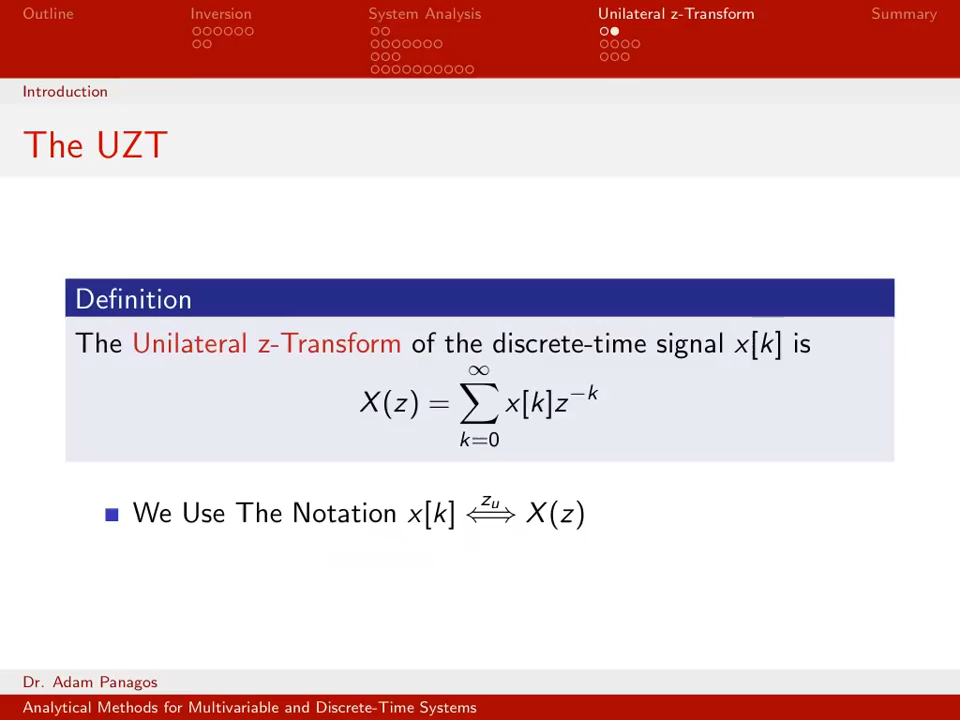 Outline Inversion System Analysis Unilateral z-Transform Summary
Introduction
The UZT
Definition
The Unilateral z-Transform of the discrete-time signal x[k] is
X(z) = ∑_{k=0}^{∞} x[k]z^{−k}
We Use The Notation x[k] ⟺^{z_u} X(z)
Dr. Adam Panagos
Analytical Methods for Multivariable and Discrete-Time Systems